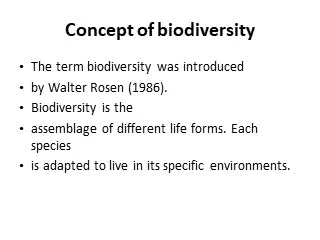 Concept of biodiversity
• The term biodiversity was introduced
• by Walter Rosen (1986).
• Biodiversity is the
• assemblage of different life forms. Each
species
• is adapted to live in its specific environments.